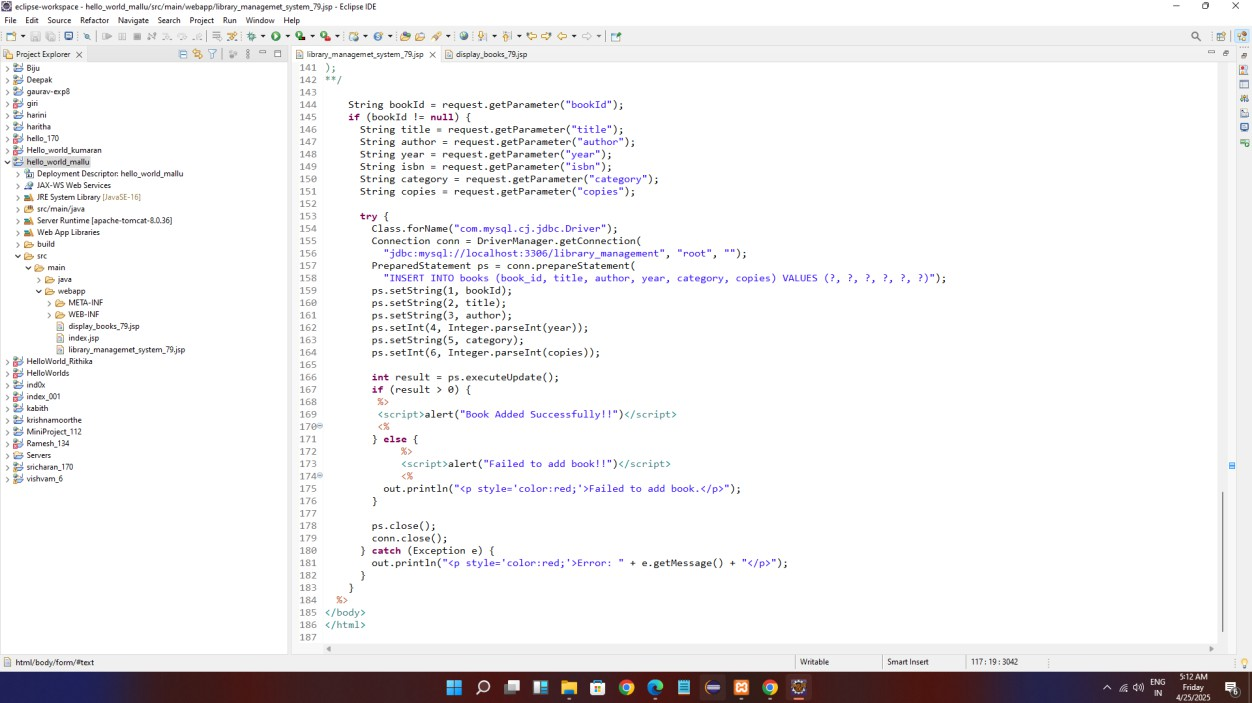 eclipse-workspace - hello_world_mallu/src/main/webapp/library_managemet_system_79.jsp - Eclipse IDE
File Edit Source Refactor Navigate Search Project Run Window Help
Project Explorer
library_managemet_system_79.jsp
display_books_79.jsp
Biju
Deepak
gaurav-exp8
giri
harini
haritha
hello_170
Hello_world_kumaran
hello_world_mallu
Deployment Descriptor: hello_world_mallu
JAX-WS Web Services
JRE System Library [JavaSE-16]
src/main/java
Server Runtime [apache-tomcat-8.0.36]
Web App Libraries
build
src
main
java
webapp
META-INF
WEB-INF
display_books_79.jsp
index.jsp
library_managemet_system_79.jsp
HelloWorld_Rithika
HelloWorlds
ind0x
index_001
kabith
krishnamoorthe
MiniProject_112
Ramesh_134
Servers
sricharan_170
vishvam_6
141 );
142 **/
143
144 String bookId = request.getParameter("bookId");
145 if (bookId != null) {
146 String title = request.getParameter("title");
147 String author = request.getParameter("author");
148 String year = request.getParameter("year");
149 String isbn = request.getParameter("isbn");
150 String category = request.getParameter("category");
151 String copies = request.getParameter("copies");
152
153 try {
154 Class.forName("com.mysql.cj.jdbc.Driver");
155 Connection conn = DriverManager.getConnection(
156 "jdbc:mysql://localhost:3306/library_management", "root", "");
157 PreparedStatement ps = conn.prepareStatement(
158 "INSERT INTO books (book_id, title, author, year, category, copies) VALUES (?, ?, ?, ?, ?, ?)");
159 ps.setString(1, bookId);
160 ps.setString(2, title);
161 ps.setString(3, author);
162 ps.setInt(4, Integer.parseInt(year));
163 ps.setString(5, category);
164 ps.setInt(6, Integer.parseInt(copies));
165
166 int result = ps.executeUpdate();
167 if (result > 0) {
168 %>
169 <script>alert("Book Added Successfully!!")</script>
170 <%
171 } else {
172 %>
173 <script>alert("Failed to add book!!")</script>
174 <%
175 out.println("<p style='color:red;'>Failed to add book.</p>");
176 }
177
178 ps.close();
179 conn.close();
180 } catch (Exception e) {
181 out.println("<p style='color:red;'>Error: " + e.getMessage() + "</p>");
182 }
183 }
184 %>
185 </body>
186 </html>
187
html/body/form/#text
Writable
Smart Insert
117 : 19 : 3042
ENG
IN
5:12 AM
Friday
4/25/2025
6